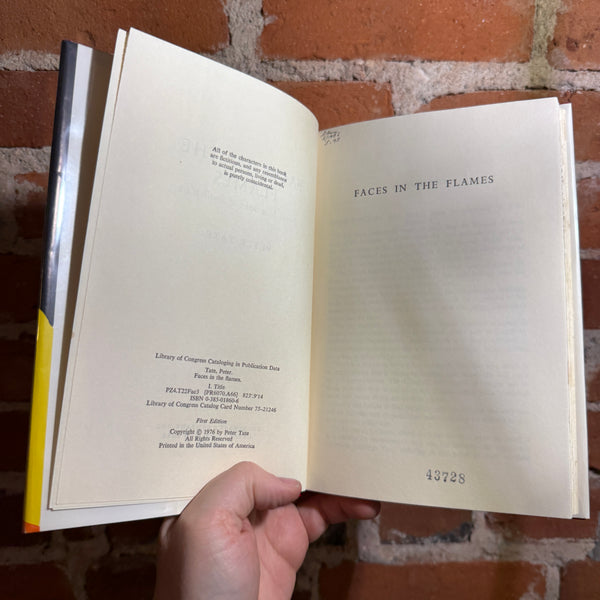 All of the characters in this book
are fictitious, and any resemblance
to actual persons, living or dead,
is purely coincidental.
Library of Congress Cataloging in Publication Data
Tate, Peter.
Faces in the flames.
I. Title
PZ4.T22Fac3 [PR6070.A66] 823'.9'14
ISBN 0-385-01860-6
Library of Congress Catalog Card Number 75-21246
First Edition
Copyright © 1976 by Peter Tate
All Rights Reserved
Printed in the United States of America
FACES IN THE FLAMES
43728